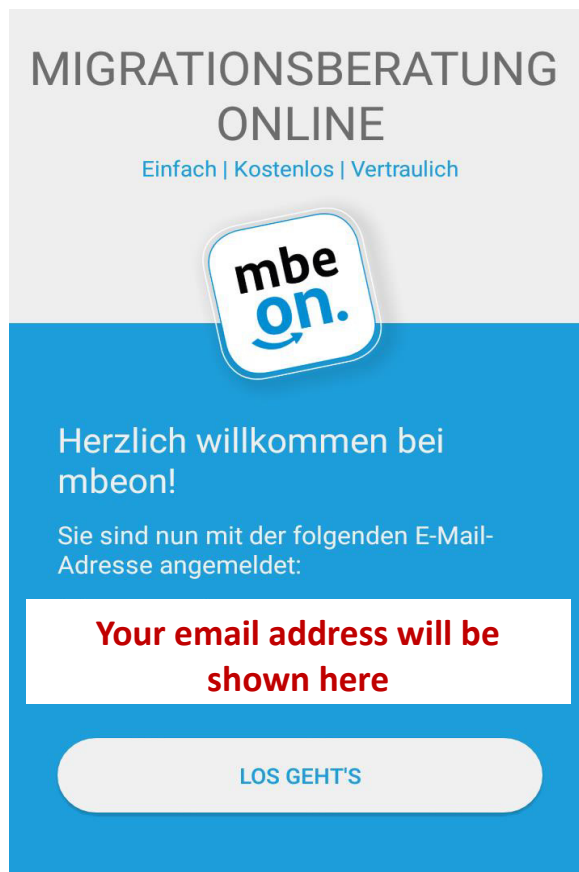 MIGRATIONSBERATUNG
ONLINE
Einfach | Kostenlos | Vertraulich
mbe
on.
Herzlich willkommen bei
mbeon!
Sie sind nun mit der folgenden E-Mail-
Adresse angemeldet:
Your email address will be
shown here
LOS GEHT'S